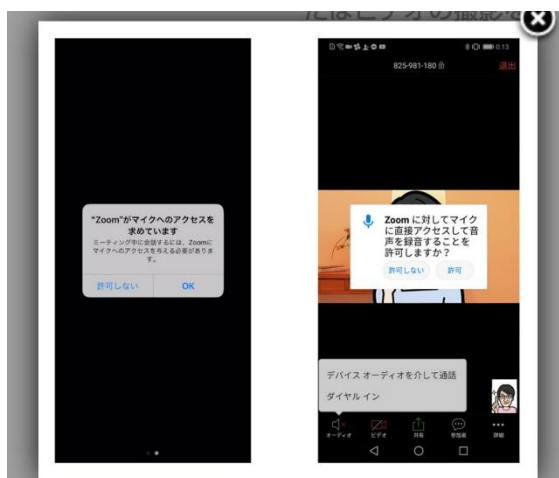 "Zoom"がマイクへのアクセスを
求めています
ミーティング中に会話するには、Zoomに
マイクへのアクセスを与える必要がありま
す。
許可しない
OK
0:13
825-981-180
退出
Zoom に対してマイク
に直接アクセスして音
声を録音することを
許可しますか？
許可しない
許可
デバイス オーディオを介して通話
ダイヤル イン
オーディオ
ビデオ
共有
参加者
詳細